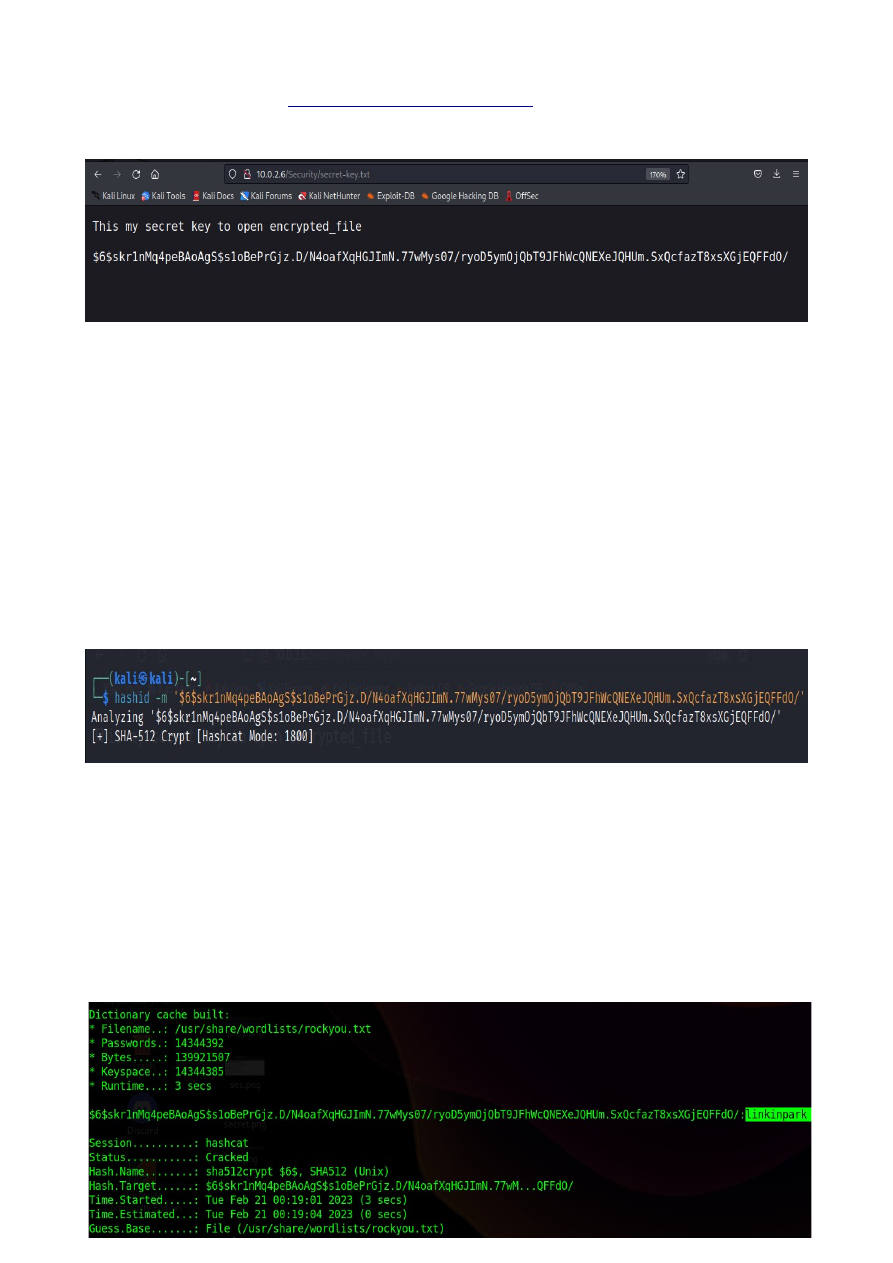 10.0.2.6/Security/secret-key.txt 170%
Kali Linux Kali Tools Kali Docs Kali Forums Kali NetHunter Exploit-DB Google Hacking DB OffSec
This my secret key to open encrypted_file
$6$skr1nMq4peBAoAgS$s1oBePrGjz.D/N4oafXqHGJImN.77wMys07/ryoD5ymOjQbT9JFhWcQNEXeJQHUm.SxQcfazT8xsXGjEQFFdO/
┌──(kali㉿kali)-[~]
└─$ hashid -m '$6$skr1nMq4peBAoAgS$s1oBePrGjz.D/N4oafXqHGJImN.77wMys07/ryoD5ymOjQbT9JFhWcQNEXeJQHUm.SxQcfazT8xsXGjEQFFdO/'
Analyzing '$6$skr1nMq4peBAoAgS$s1oBePrGjz.D/N4oafXqHGJImN.77wMys07/ryoD5ymOjQbT9JFhWcQNEXeJQHUm.SxQcfazT8xsXGjEQFFdO/'
[+] SHA-512 Crypt [Hashcat Mode: 1800]
Dictionary cache built:
* Filename..: /usr/share/wordlists/rockyou.txt
* Passwords.: 14344392
* Bytes.....: 139921507
* Keyspace..: 14344385
* Runtime...: 3 secs
$6$skr1nMq4peBAoAgS$s1oBePrGjz.D/N4oafXqHGJImN.77wMys07/ryoD5ymOjQbT9JFhWcQNEXeJQHUm.SxQcfazT8xsXGjEQFFdO/:linkinpark
Session..........: hashcat
Status...........: Cracked
Hash.Name........: sha512crypt $6$, SHA512 (Unix)
Hash.Target......: $6$skr1nMq4peBAoAgS$s1oBePrGjz.D/N4oafXqHGJImN.77wM...QFFdO/
Time.Started.....: Tue Feb 21 00:19:01 2023 (3 secs)
Time.Estimated...: Tue Feb 21 00:19:04 2023 (0 secs)
Guess.Base.......: File (/usr/share/wordlists/rockyou.txt)